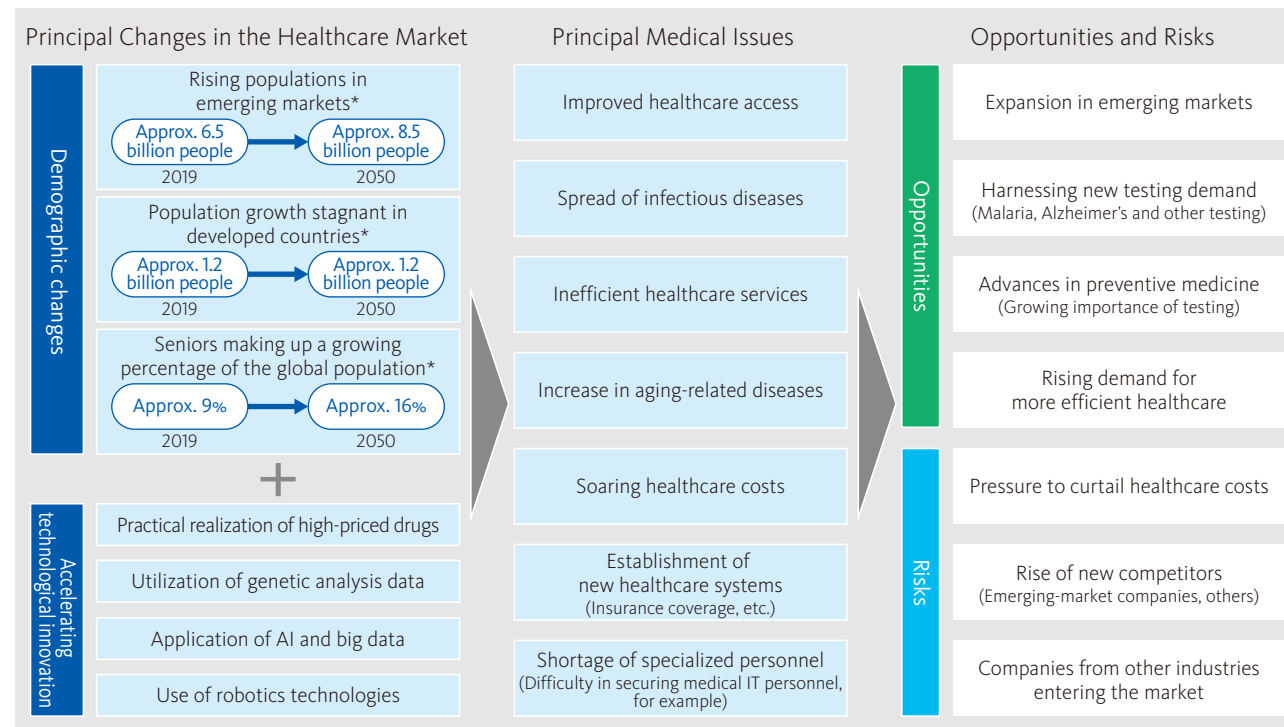 Principal Changes in the Healthcare Market
Demographic changes
Rising populations in
emerging markets*
Approx. 6.5
billion people
2019
Approx. 8.5
billion people
2050
Population growth stagnant in
developed countries*
Approx. 1.2
billion people
2019
Approx. 1.2
billion people
2050
Seniors making up a growing
percentage of the global population*
Approx. 9%
2019
Approx. 16%
2050
+
Accelerating
technological innovation
Practical realization of high-priced drugs
Utilization of genetic analysis data
Application of AI and big data
Use of robotics technologies
Principal Medical Issues
Improved healthcare access
Spread of infectious diseases
Inefficient healthcare services
Increase in aging-related diseases
Soaring healthcare costs
Establishment of
new healthcare systems
(Insurance coverage, etc.)
Shortage of specialized personnel
(Difficulty in securing medical IT personnel,
for example)
Opportunities and Risks
Opportunities
Expansion in emerging markets
Harnessing new testing demand
(Malaria, Alzheimer's and other testing)
Advances in preventive medicine
(Growing importance of testing)
Rising demand for
more efficient healthcare
Risks
Pressure to curtail healthcare costs
Rise of new competitors
(Emerging-market companies, others)
Companies from other industries
entering the market